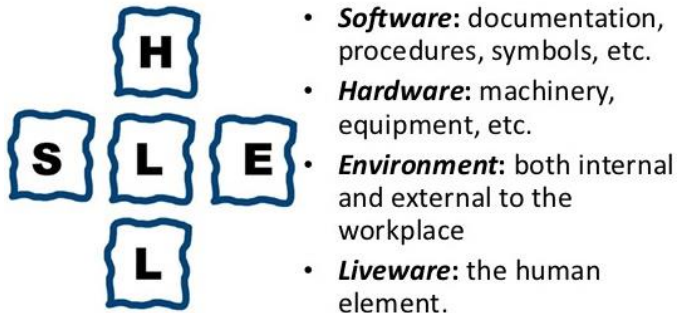 H
S L E
L
• Software: documentation,
procedures, symbols, etc.
• Hardware: machinery,
equipment, etc.
• Environment: both internal
and external to the
workplace
• Liveware: the human
element.